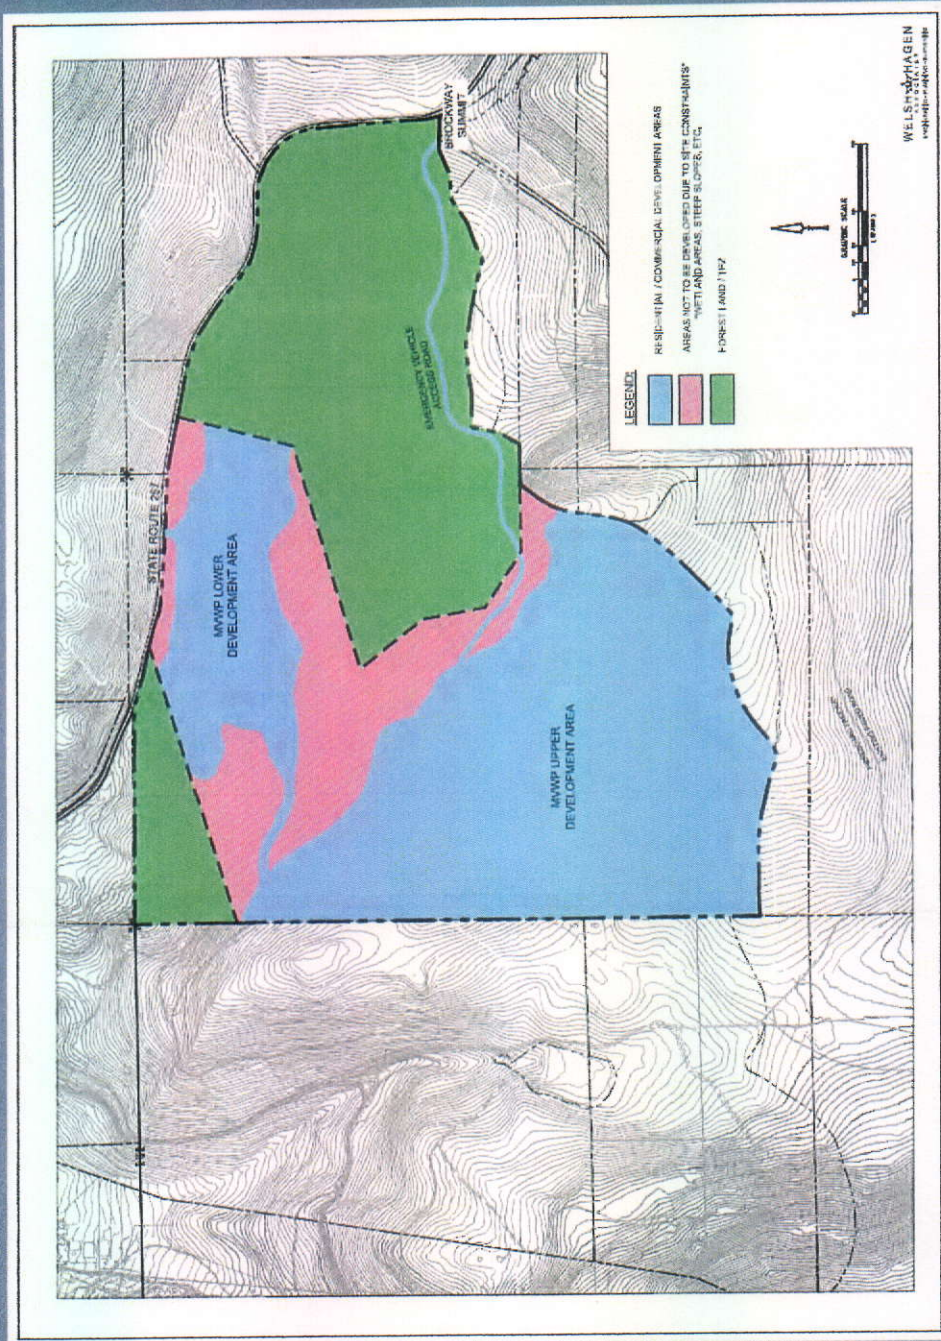 STATE ROUTE 267
MVWP LOWER
DEVELOPMENT AREA
BROCKWAY
SUMMIT
EMERGENCY VEHICLE
ACCESS ROAD
MVWP UPPER
DEVELOPMENT AREA
LEGEND:
RESIDENTIAL / COMMERCIAL DEVELOPMENT AREAS
AREAS NOT TO BE DEVELOPED DUE TO SITE CONSTRAINTS*
*WETLAND AREAS, STEEP SLOPES, ETC.
FOREST LAND / TPZ
GRAPHIC SCALE
WELSH HAGEN
ASSOCIATES